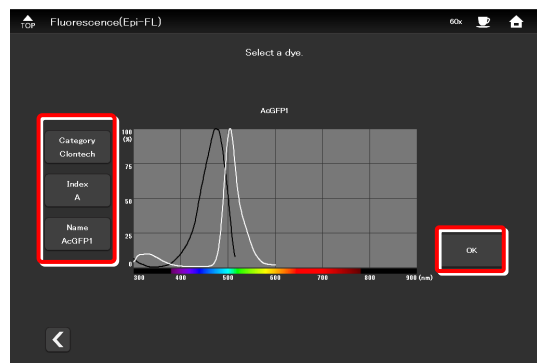 TOP Fluorescence(Epi-FL) 60x
Select a dye.
AcGFP1
Category
Clontech
Index
A
Name
AcGFP1
100
(%)
75
50
25
0
300 400 500 600 700 800 900 (nm)
OK